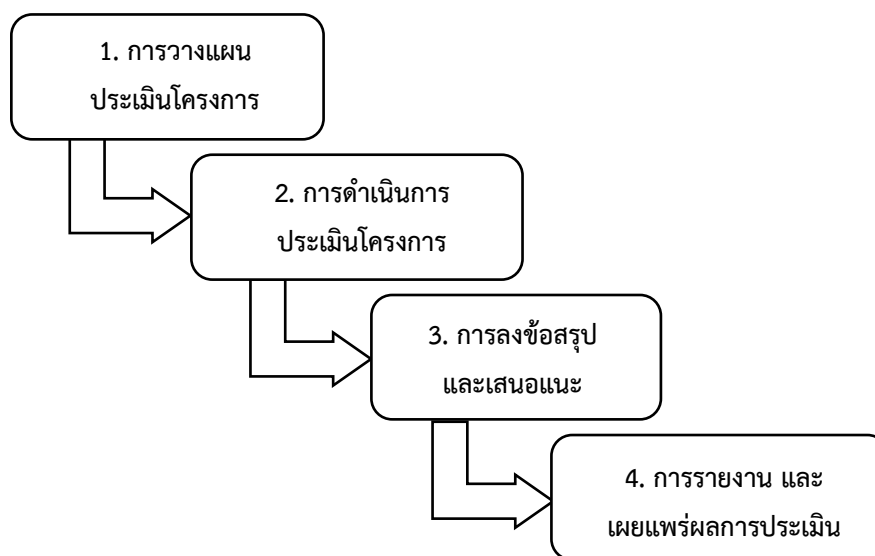 1. การวางแผน
ประเมินโครงการ
2. การดำเนินการ
ประเมินโครงการ
3. การลงข้อสรุป
และเสนอแนะ
4. การรายงาน และ
เผยแพร่ผลการประเมิน